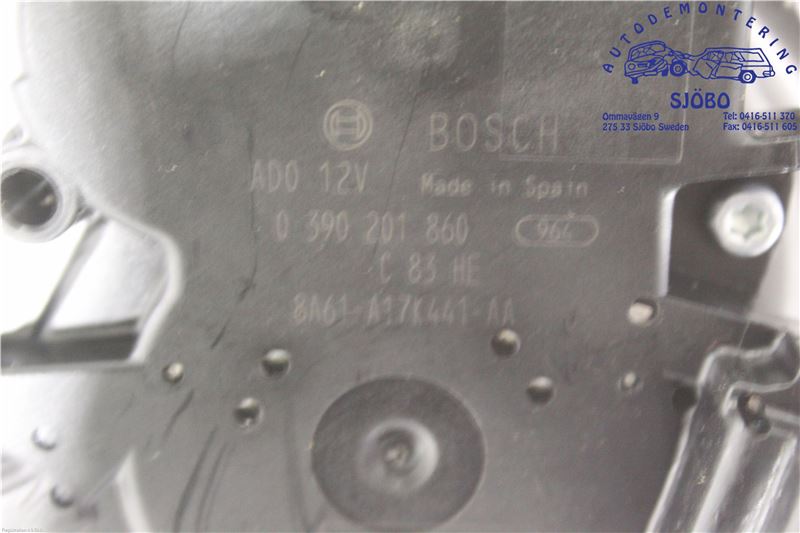 AUTODEMONTERING
SJÖBO
Ommavägen 9
275 33 Sjöbo Sweden
Tel: 0416-511 370
Fax: 0416-511 605
BOSCH
AD0 12V
Made in Spain
0 390 201 860
964
C 83 HE
8A61-A17K441-AA